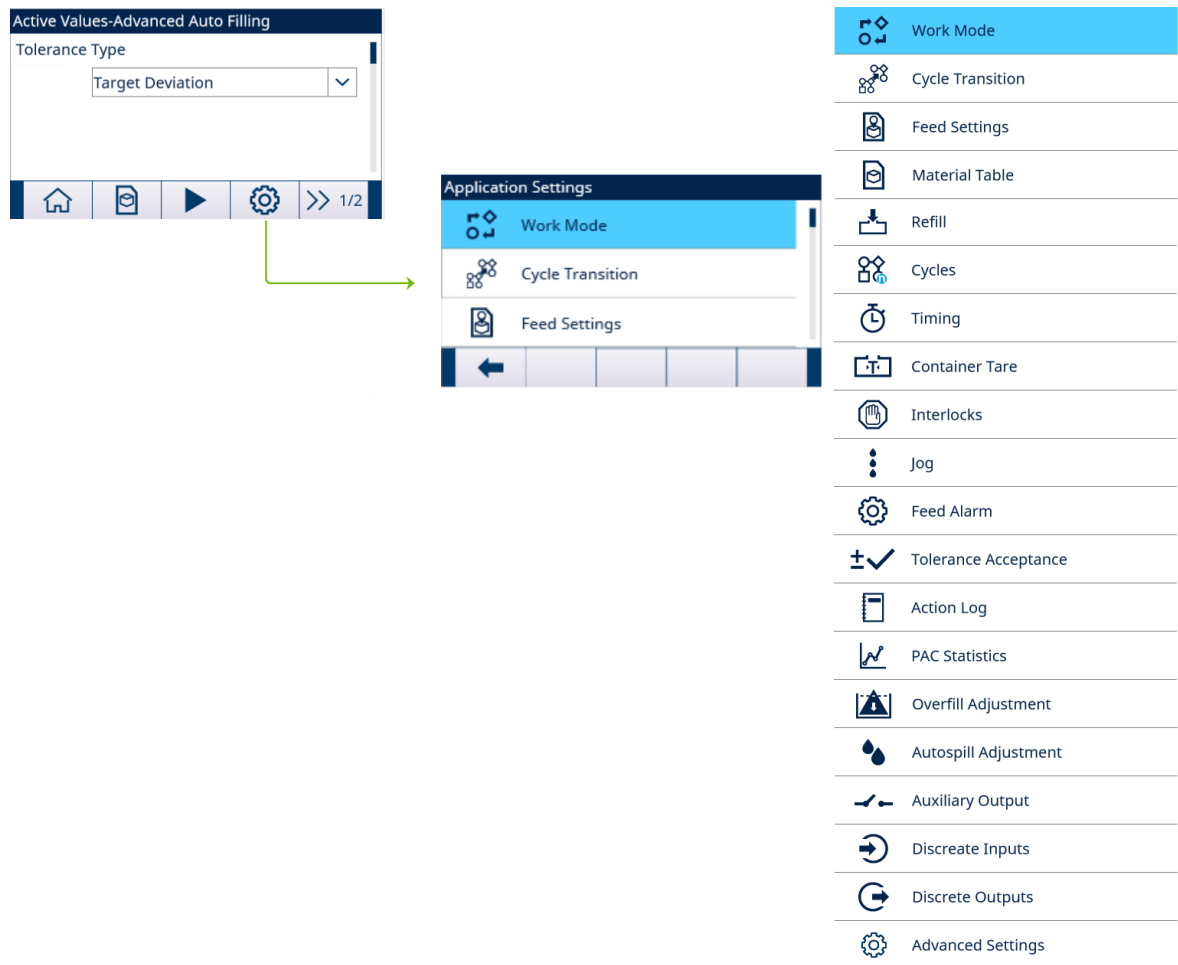 Active Values-Advanced Auto Filling
Tolerance Type
Target Deviation
1/2
Application Settings
Work Mode
Cycle Transition
Feed Settings
Work Mode
Cycle Transition
Feed Settings
Material Table
Refill
Cycles
n
Timing
Container Tare
T
Interlocks
Jog
Feed Alarm
Tolerance Acceptance
Action Log
PAC Statistics
Overfill Adjustment
Autospill Adjustment
Auxiliary Output
Discreate Inputs
Discrete Outputs
Advanced Settings